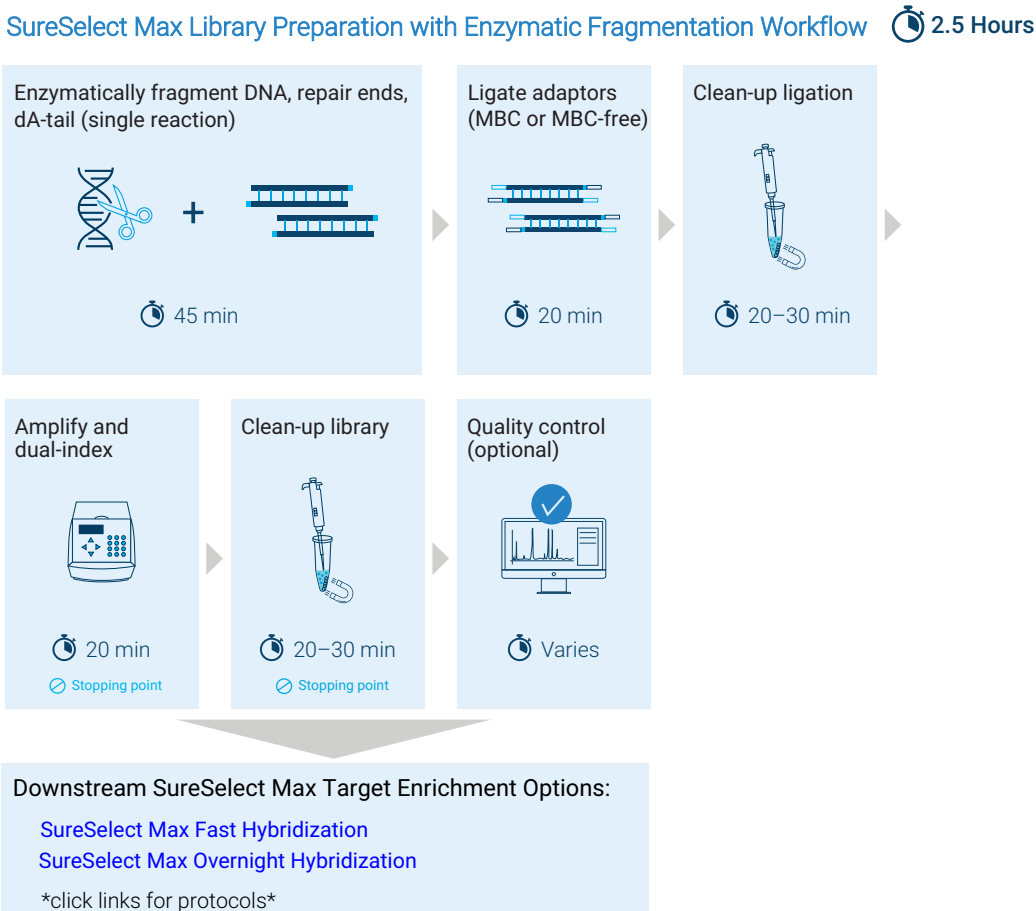 SureSelect Max Library Preparation with Enzymatic Fragmentation Workflow 2.5 Hours
Enzymatically fragment DNA, repair ends,
dA-tail (single reaction)
+
45 min
Ligate adaptors
(MBC or MBC-free)
20 min
Clean-up ligation
20–30 min
Amplify and
dual-index
20 min
Stopping point
Clean-up library
20–30 min
Stopping point
Quality control
(optional)
Varies
Downstream SureSelect Max Target Enrichment Options:
SureSelect Max Fast Hybridization
SureSelect Max Overnight Hybridization
*click links for protocols*